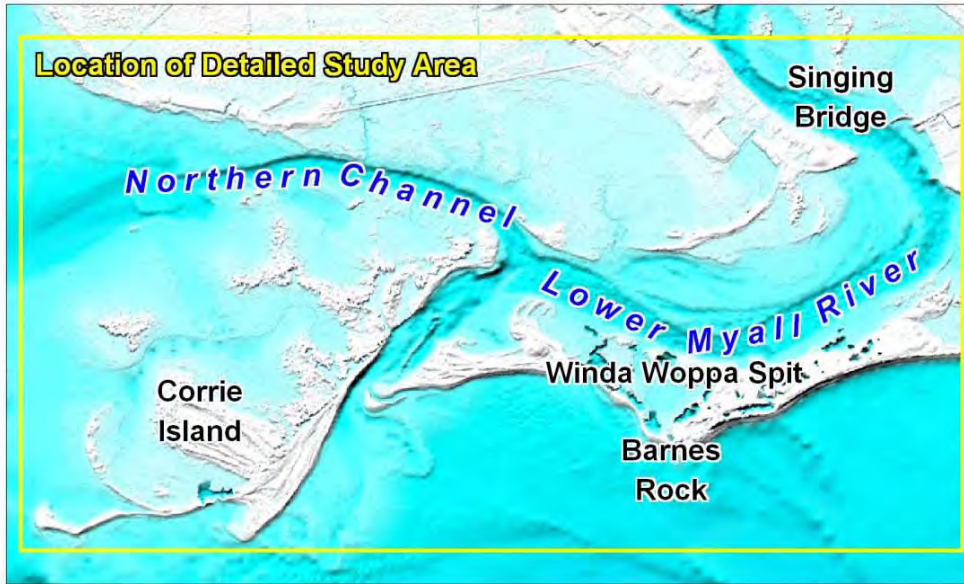 Location of Detailed Study Area
Singing
Bridge
Northern Channel
Lower Myall River
Winda Woppa Spit
Corrie
Island
Barnes
Rock